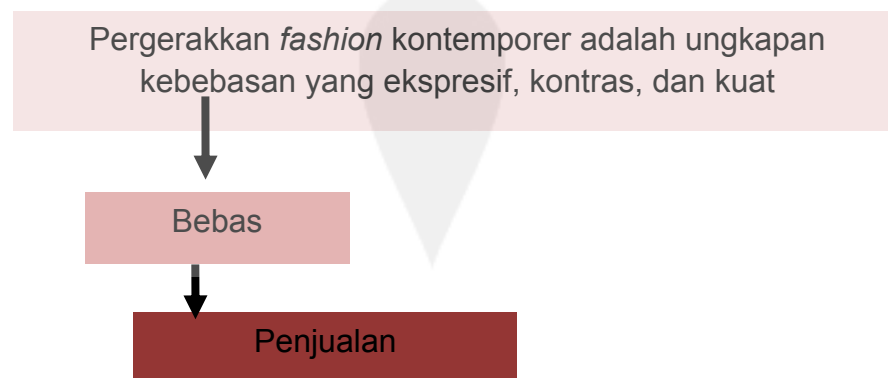 Pergerakkan fashion kontemporer adalah ungkapan
kebebasan yang ekspresif, kontras, dan kuat
Bebas
Penjualan